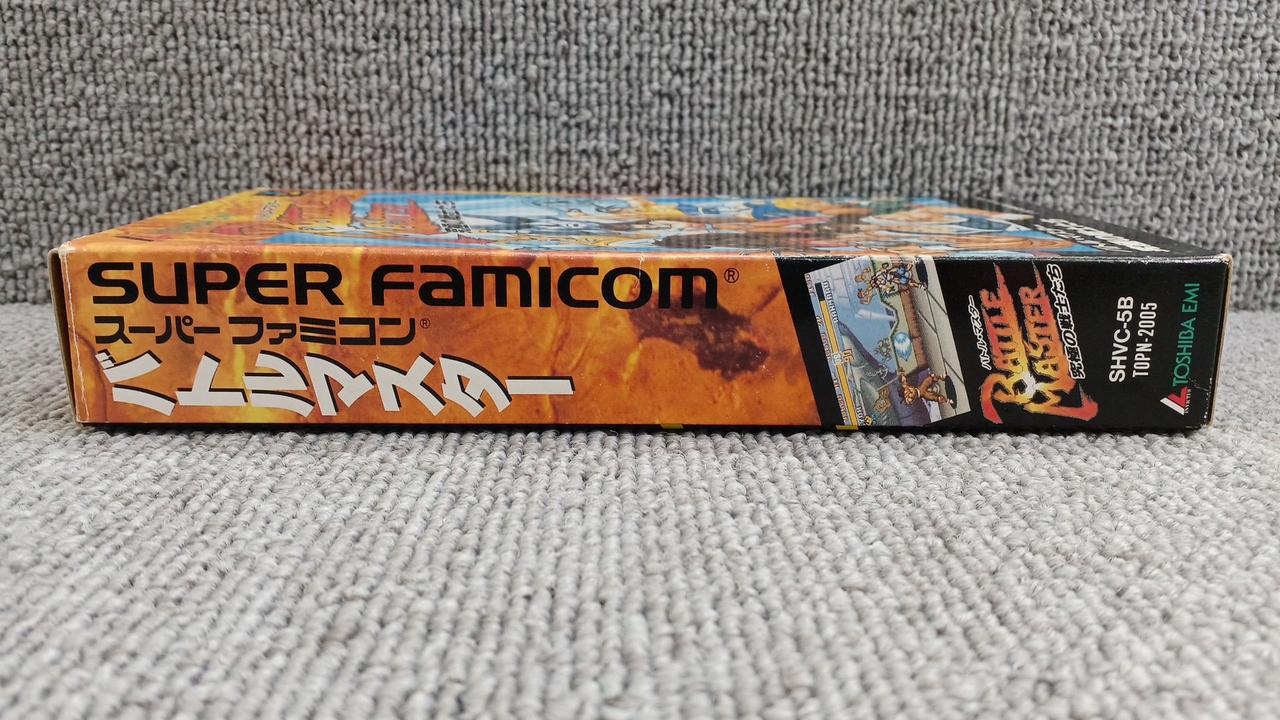 SUPER FAMICOM®
スーパーファミコン®
バトルマスター
バトル・マスター
BATTLE
MASTER
究極の戦士たち
SHVC-5B
TOPN-2005
TOSHIBA EMI